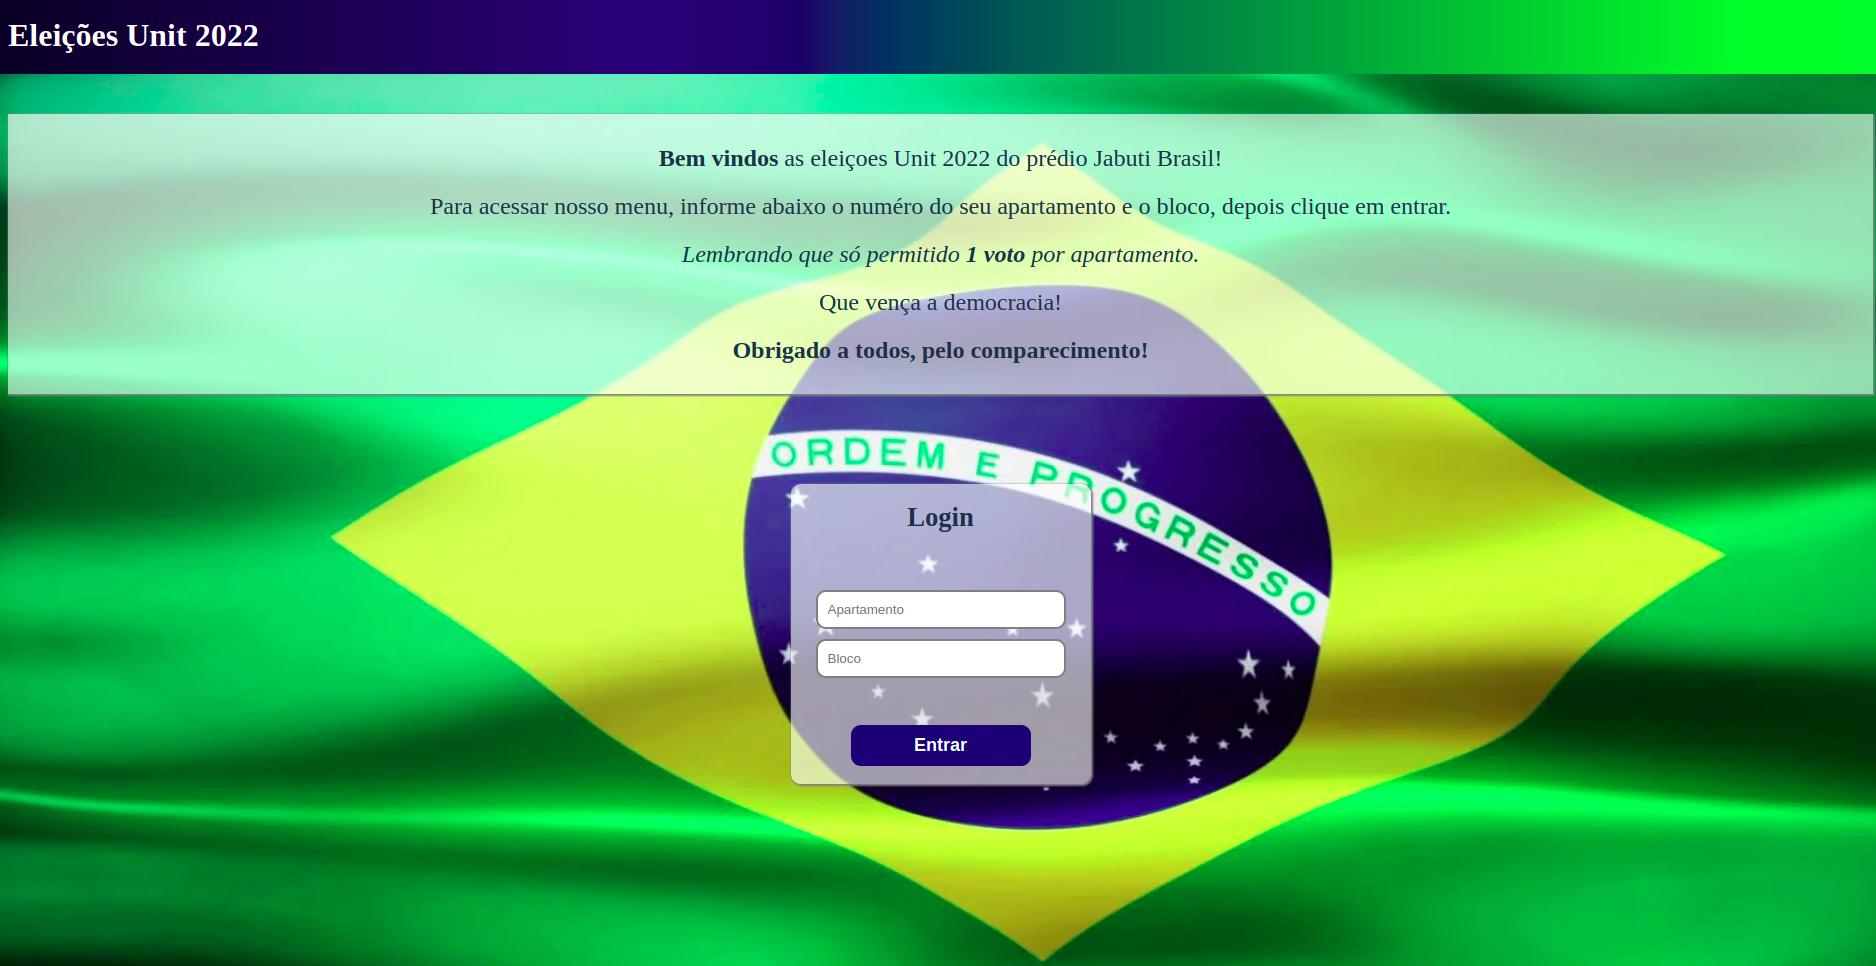 Eleições Unit 2022
Bem vindos as eleiçoes Unit 2022 do prédio Jabuti Brasil!
Para acessar nosso menu, informe abaixo o numéro do seu apartamento e o bloco, depois clique em entrar.
Lembrando que só permitido 1 voto por apartamento.
Que vença a democracia!
Obrigado a todos, pelo comparecimento!
ORDEM E PROGRESSO
Login
Apartamento
Bloco
Entrar